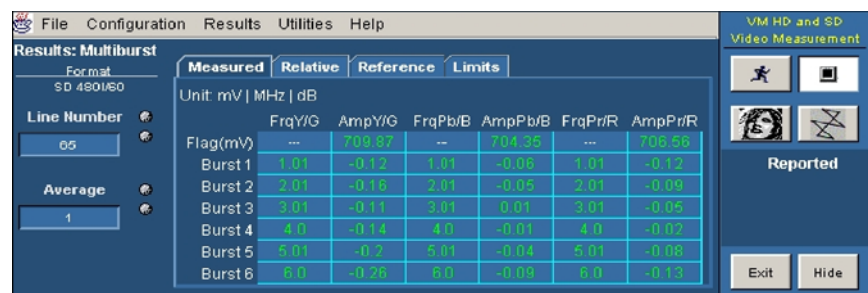 File Configuration Results Utilities Help
VM HD and SD
Video Measurement
Results: Multiburst
Format
SD 480i/60
Line Number
65
Average
1
Measured Relative Reference Limits
Unit: mV | MHz | dB
FrqY/G AmpY/G FrqPb/B AmpPb/B FrqPr/R AmpPr/R
Flag(mV) --- 709.87 --- 704.35 --- 706.56
Burst 1 1.01 -0.12 1.01 -0.06 1.01 -0.12
Burst 2 2.01 -0.16 2.01 -0.05 2.01 -0.09
Burst 3 3.01 -0.11 3.01 0.01 3.01 -0.05
Burst 4 4.0 -0.14 4.0 -0.01 4.0 -0.02
Burst 5 5.01 -0.2 5.01 -0.04 5.01 -0.08
Burst 6 6.0 -0.26 6.0 -0.09 6.0 -0.13
Reported
Exit Hide